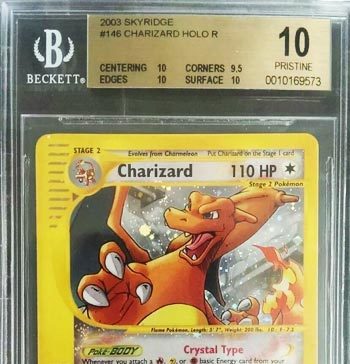 2003 SKYRIDGE
#146 CHARIZARD HOLO R
CENTERING 10 CORNERS 9.5
EDGES 10 SURFACE 10
10
PRISTINE
0010169573
B
BECKETT
STAGE 2
Evolves from Charmeleon Put Charizard on the Stage 1 card
Charizard 110 HP
Stage 2 Pokémon
Flame Pokémon, Length: 5' 7", Weight: 200 lbs.
Poké-BODY Crystal Type
Whenever you attach a or basic Energy card from your